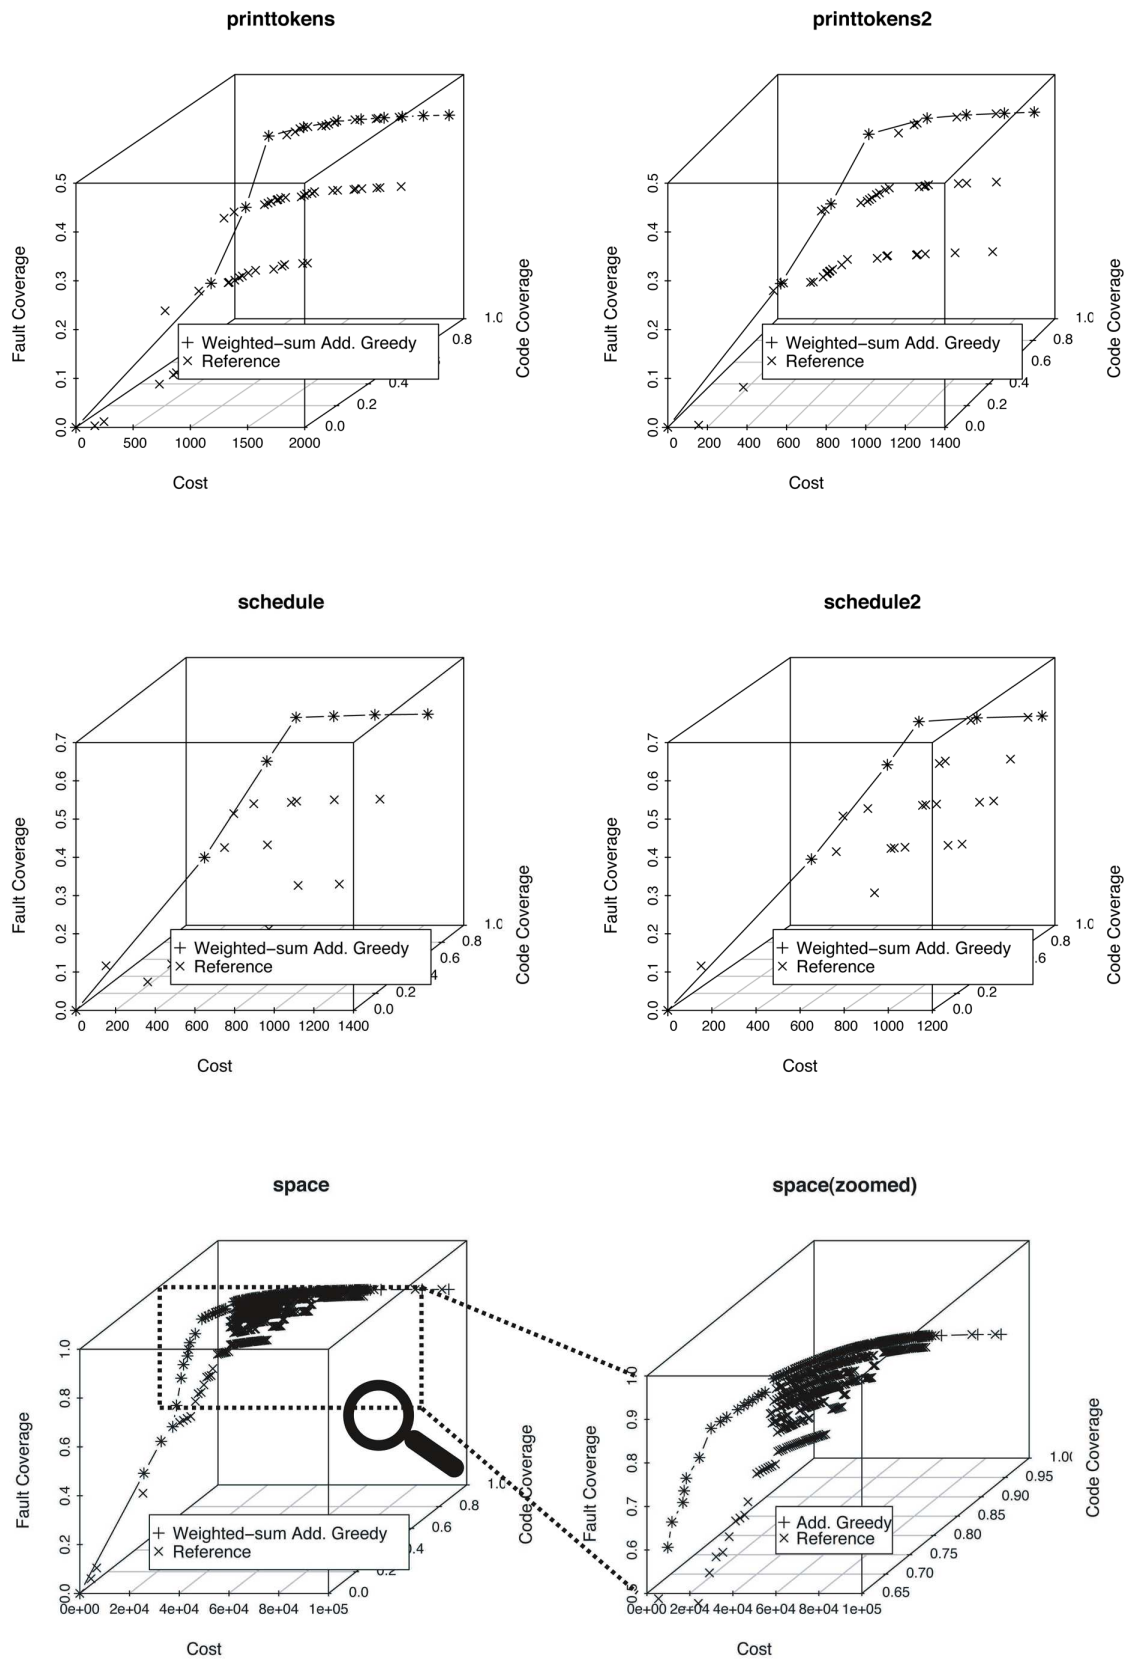 printtokens
printtokens2
Fault Coverage
0.0 0.1 0.2 0.3 0.4 0.5
0 500 1000 1500 2000
Cost
0.0 0.2 0.4 0.8 1.0
Code Coverage
Weighted-sum Add. Greedy
Reference
Fault Coverage
0.0 0.1 0.2 0.3 0.4 0.5
0 200 400 600 800 1000 1200 1400
Cost
0.0 0.2 0.4 0.6 0.8 1.0
Code Coverage
Weighted-sum Add. Greedy
Reference
schedule
schedule2
Fault Coverage
0.0 0.1 0.2 0.3 0.4 0.5 0.6 0.7
0 200 400 600 800 1000 1200 1400
Cost
0.0 0.2 4 0.6 0.8 1.0
Code Coverage
Weighted-sum Add. Greedy
Reference
Fault Coverage
0.0 0.1 0.2 0.3 0.4 0.5 0.6 0.7
0 200 400 600 800 1000 1200
Cost
0.0 0.2 .6 0.8 1.0
Code Coverage
Weighted-sum Add. Greedy
Reference
space
space(zoomed)
Fault Coverage
0.0 0.2 0.4 0.6 0.8 1.0
0e+00 2e+04 4e+04 6e+04 8e+04 1e+05
Cost
0.0 0.2 0.4 0.6 0.8 1.0
Code Coverage
Weighted-sum Add. Greedy
Reference
Fault Coverage
0.6 0.7 0.8 0.9 1.0
0e+00 2e+04 4e+04 6e+04 8e+04 1e+05
Cost
0.65 0.70 0.75 0.80 0.85 0.90 0.95 1.00
Code Coverage
Add. Greedy
Reference